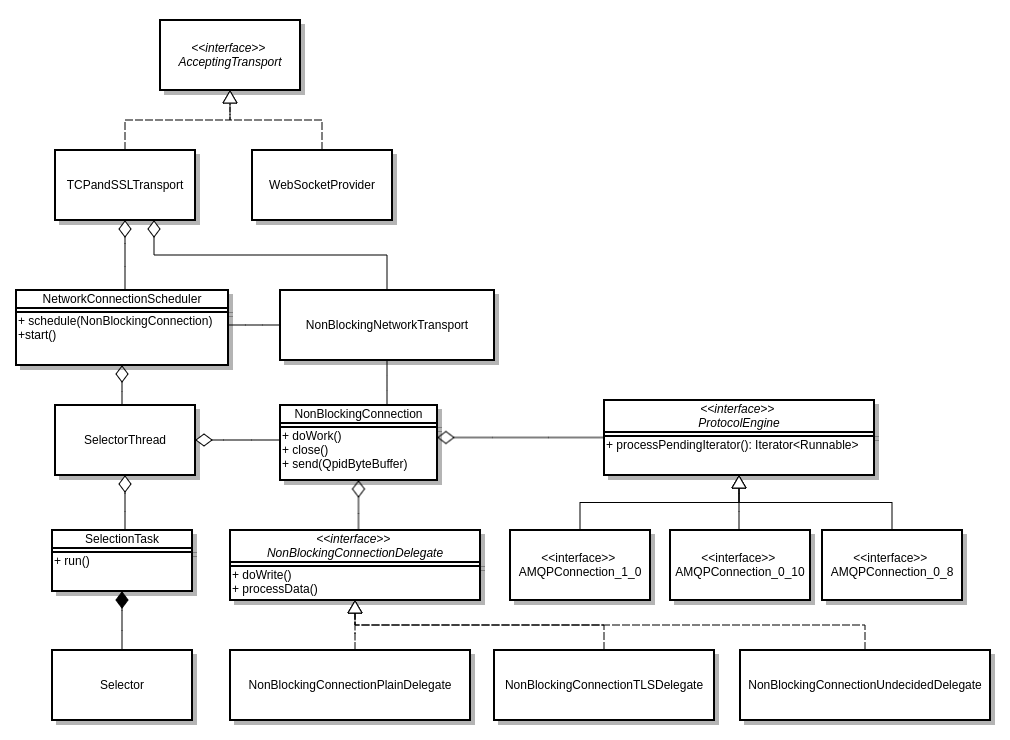 <<interface>>
AcceptingTransport
TCPandSSLTransport
WebSocketProvider
NetworkConnectionScheduler
+ schedule(NonBlockingConnection)
+start()
NonBlockingNetworkTransport
SelectorThread
NonBlockingConnection
+ doWork()
+ close()
+ send(QpidByteBuffer)
<<interface>>
ProtocolEngine
+ processPendingIterator(): Iterator<Runnable>
SelectionTask
+ run()
<<interface>>
NonBlockingConnectionDelegate
+ doWrite()
+ processData()
<<interface>>
AMQPConnection_1_0
<<interface>>
AMQPConnection_0_10
<<interface>>
AMQPConnection_0_8
Selector
NonBlockingConnectionPlainDelegate
NonBlockingConnectionTLSDelegate
NonBlockingConnectionUndecidedDelegate